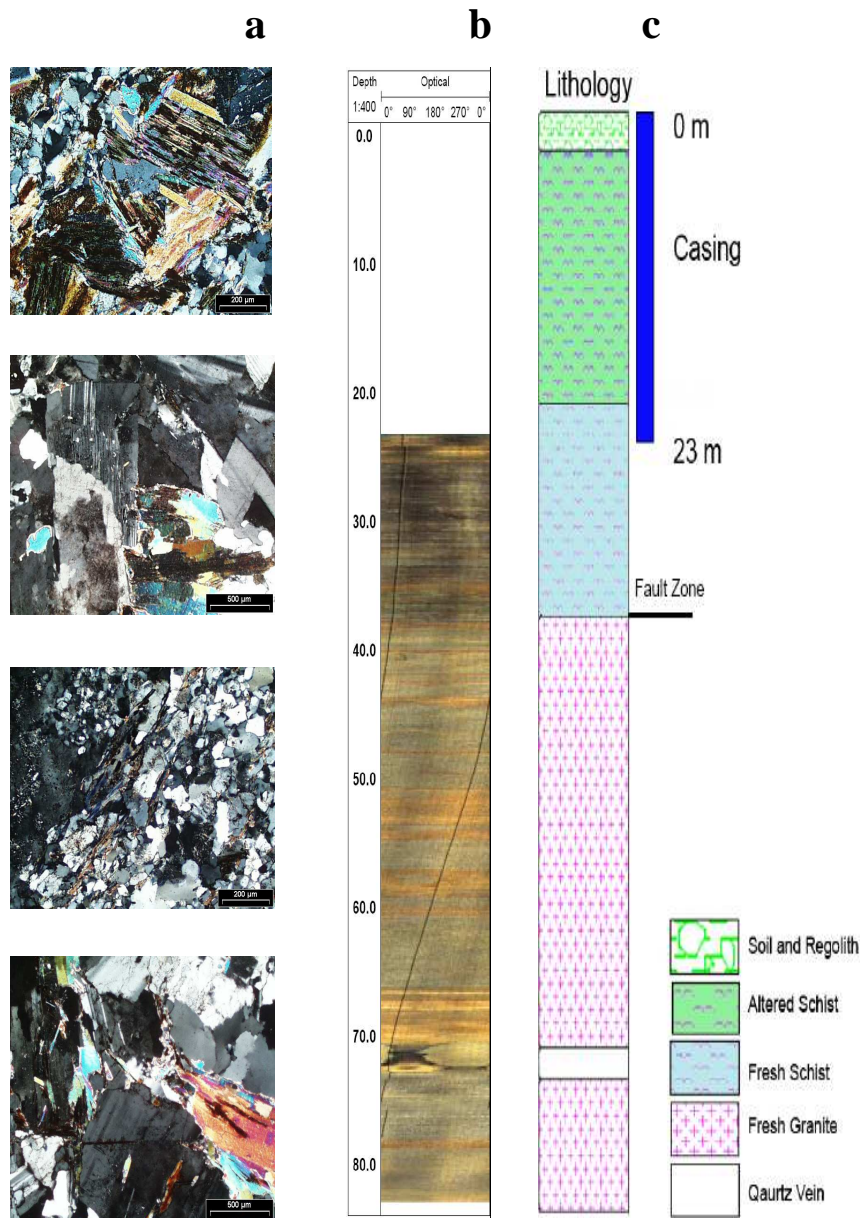 a b c
200 µm
500 µm
200 µm
500 µm
Depth Optical
1:400 0° 90° 180° 270° 0°
0.0
10.0
20.0
30.0
40.0
50.0
60.0
70.0
80.0
Lithology
0 m
Casing
23 m
Fault Zone
Soil and Regolith
Altered Schist
Fresh Schist
Fresh Granite
Qaurtz Vein